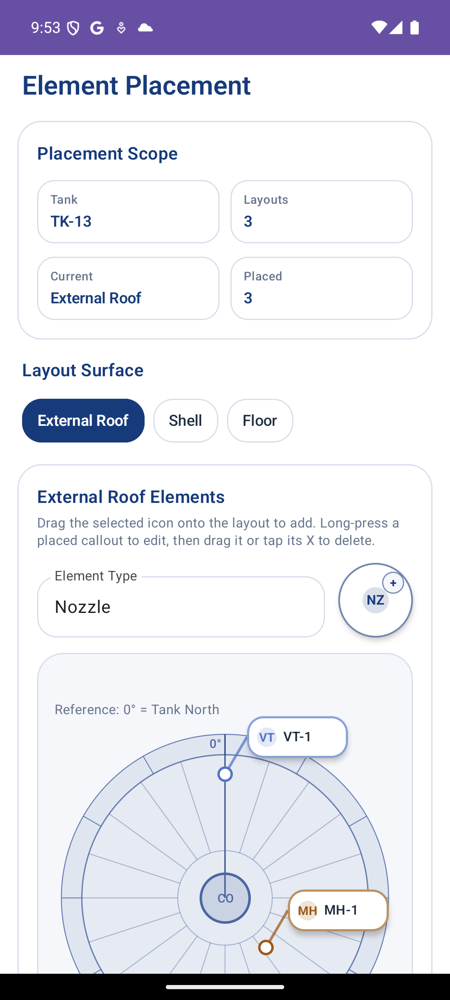 9:53
Element Placement
Placement Scope
Tank
TK-13
Layouts
3
Current
External Roof
Placed
3
Layout Surface
External Roof
Shell
Floor
External Roof Elements
Drag the selected icon onto the layout to add. Long-press a
placed callout to edit, then drag it or tap its X to delete.
Element Type
Nozzle
NZ
+
Reference: 0° = Tank North
0°
VT VT-1
CO
MH MH-1